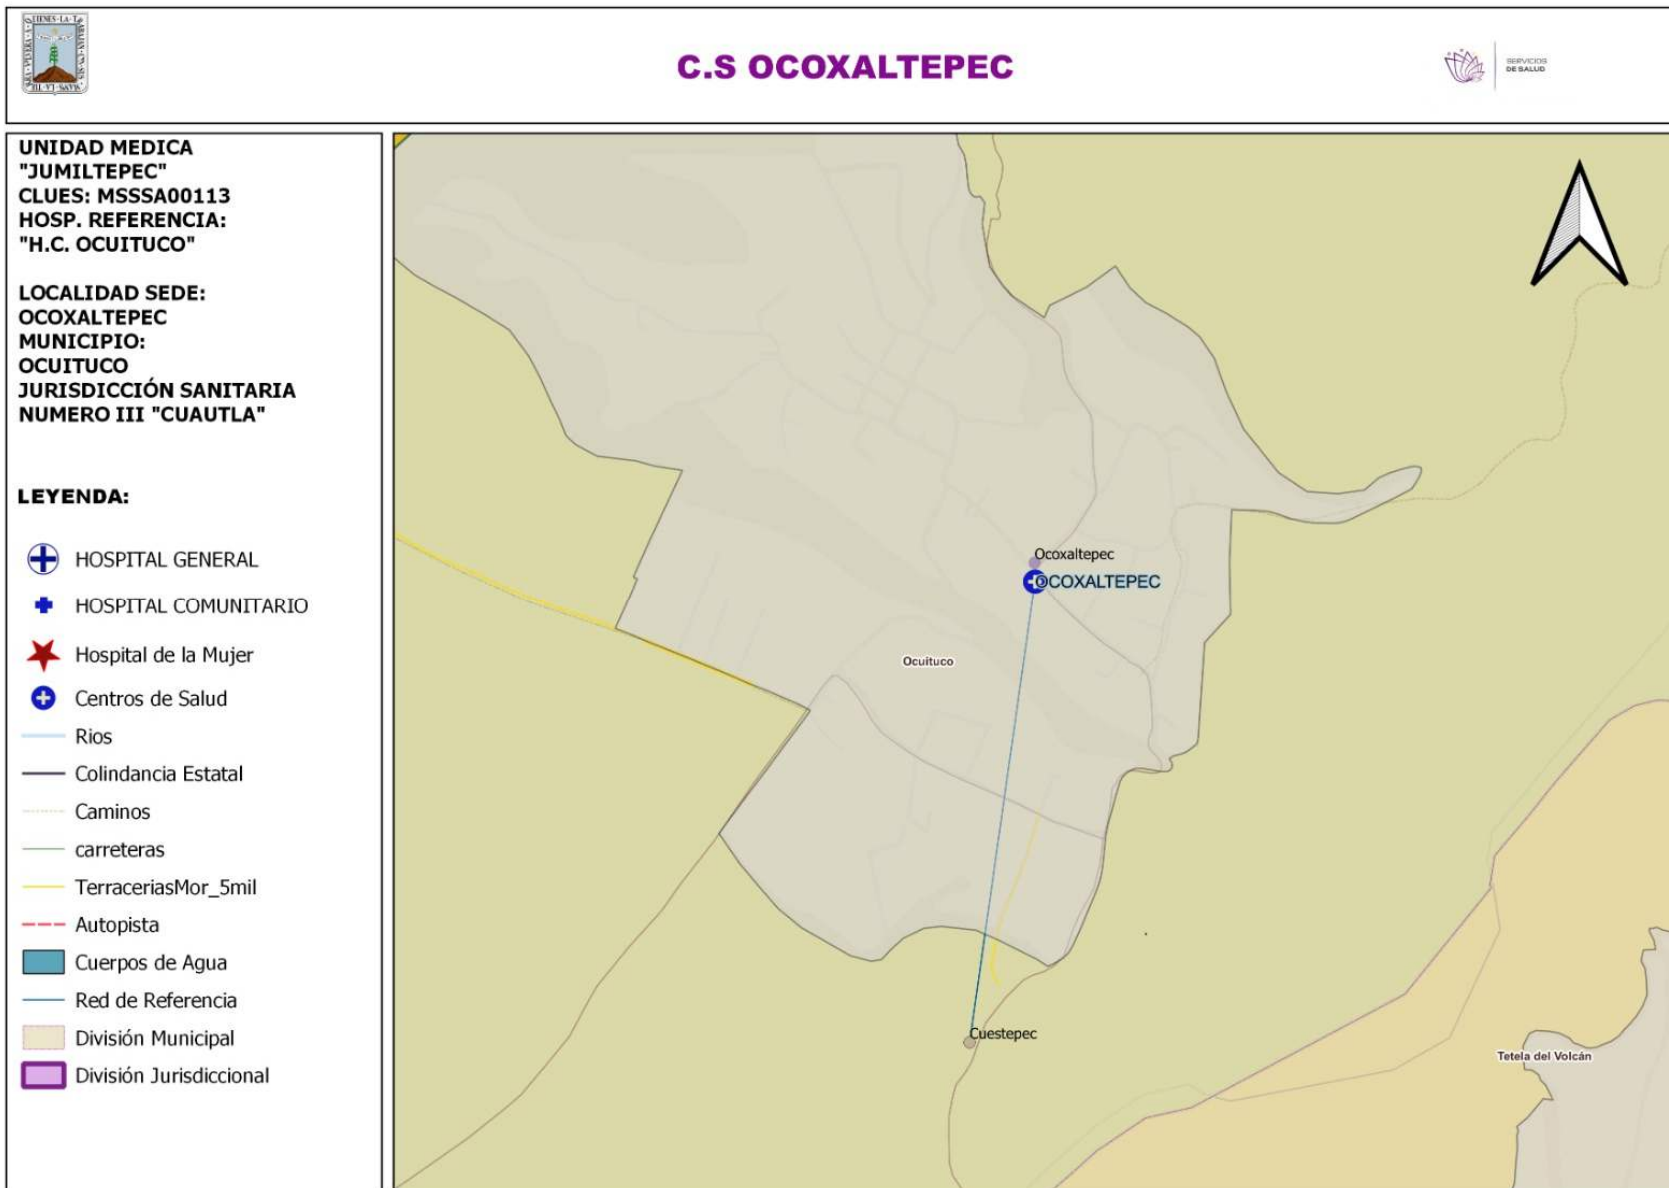 C.S OCOXALTEPEC
SERVICIOS
DE SALUD
UNIDAD MEDICA
"JUMILTEPEC"
CLUES: MSSSA00113
HOSP. REFERENCIA:
"H.C. OCUITUCO"
LOCALIDAD SEDE:
OCOXALTEPEC
MUNICIPIO:
OCUITUCO
JURISDICCIÓN SANITARIA
NUMERO III "CUAUTLA"
LEYENDA:
HOSPITAL GENERAL
HOSPITAL COMUNITARIO
Hospital de la Mujer
Centros de Salud
Rios
Colindancia Estatal
Caminos
carreteras
TerraceriasMor_5mil
Autopista
Cuerpos de Agua
Red de Referencia
División Municipal
División Jurisdiccional
Ocoxaltepec
OCOXALTEPEC
Ocuituco
Cuestepec
Tetela del Volcán